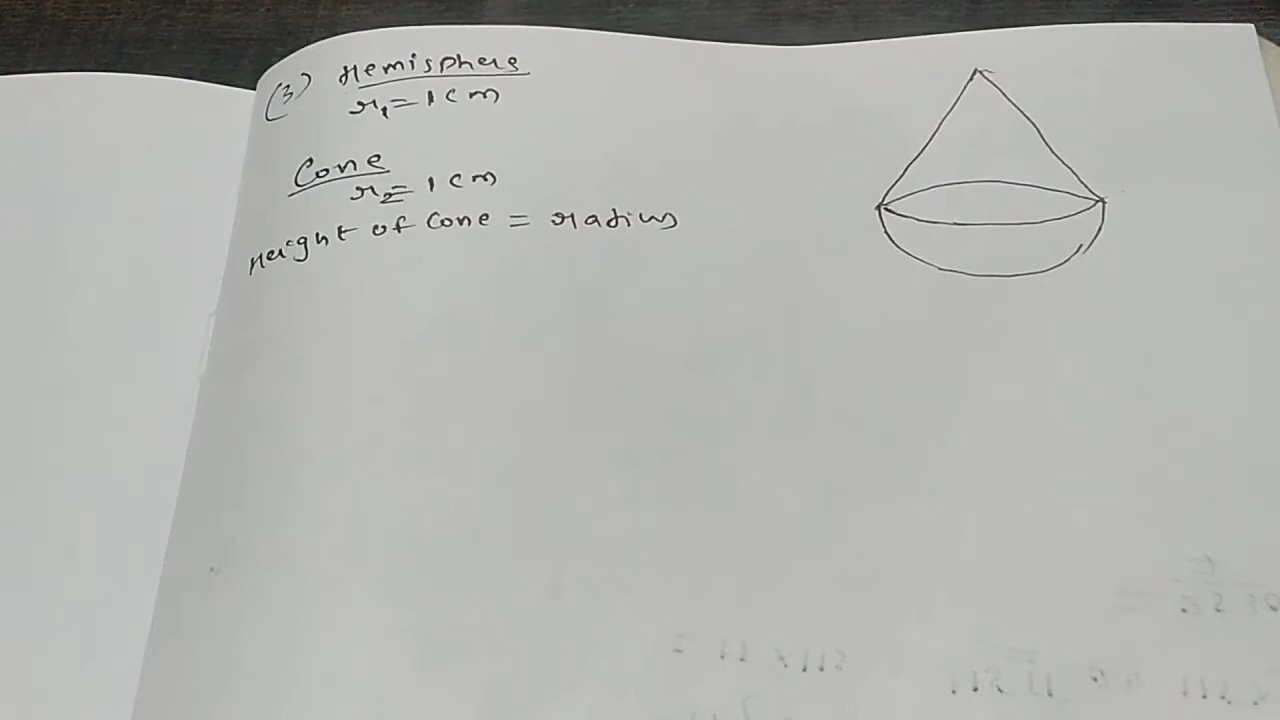 (3) Hemisphere
r₁ = 1 cm
Cone
r₂ = 1 cm
Height of Cone = radius